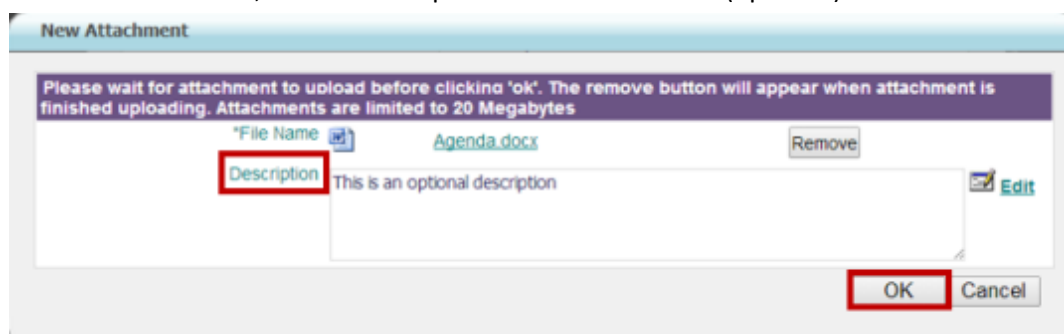 New Attachment
Please wait for attachment to upload before clicking 'ok'. The remove button will appear when attachment is
finished uploading. Attachments are limited to 20 Megabytes
*File Name Agenda.docx Remove
Description This is an optional description Edit
OK Cancel